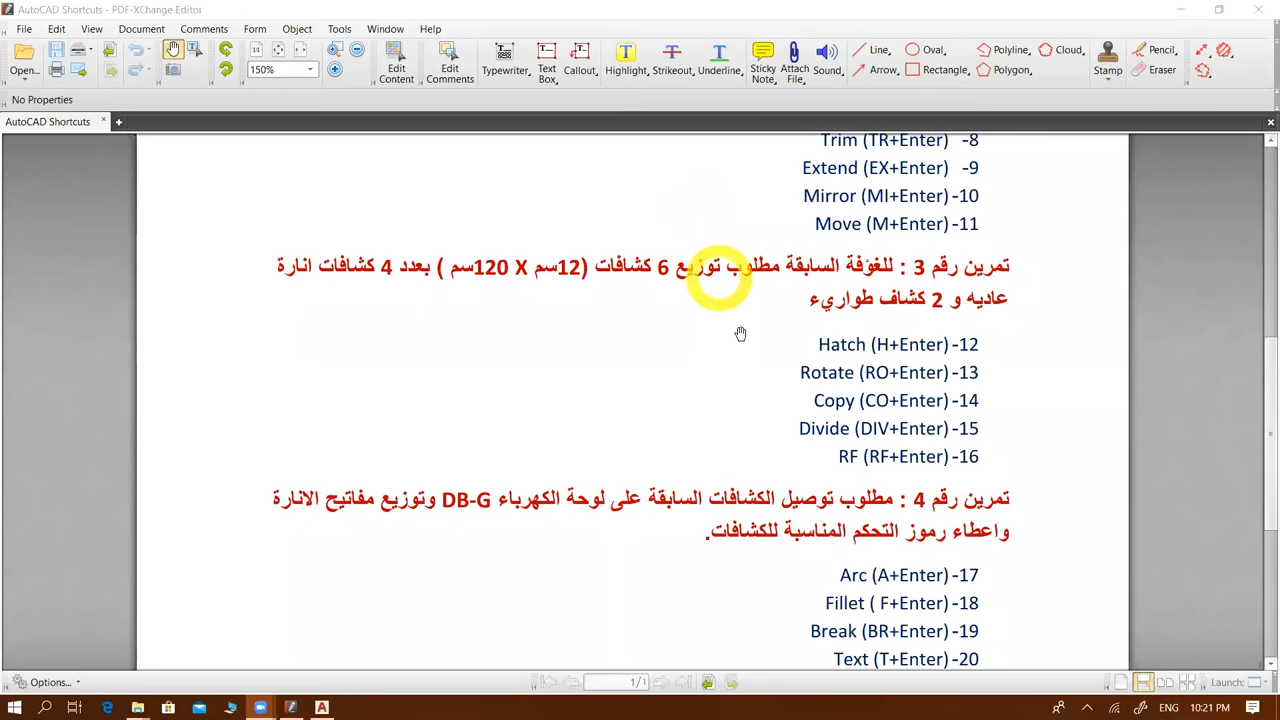 AutoCAD Shortcuts - PDF-XChange Editor
File Edit View Document Comments Form Object Tools Window Help
Open... 150% Edit Content Edit Comments Typewriter Text Box Callout Highlight Strikeout Underline Sticky Note Attach File Sound Line Arrow Oval Rectangle Polyline Polygon Cloud Stamp Pencil Eraser
No Properties
AutoCAD Shortcuts
Trim (TR+Enter) -8
Extend (EX+Enter) -9
Mirror (MI+Enter) -10
Move (M+Enter) -11
تمرين رقم 3 : للغؤفة السابقة مطلوب توزيع 6 كشافات (12سم X 120سم ) بعدد 4 كشافات انارة
عاديه و 2 كشاف طواريء
Hatch (H+Enter) -12
Rotate (RO+Enter) -13
Copy (CO+Enter) -14
Divide (DIV+Enter) -15
RF (RF+Enter) -16
تمرين رقم 4 : مطلوب توصيل الكشافات السابقة على لوحة الكهرباء DB-G وتوزيع مفاتيح الانارة
واعطاء رموز التحكم المناسبة للكشافات.
Arc (A+Enter) -17
Fillet ( F+Enter) -18
Break (BR+Enter) -19
Text (T+Enter) -20
Options... 1/1 Launch:
ENG 10:21 PM